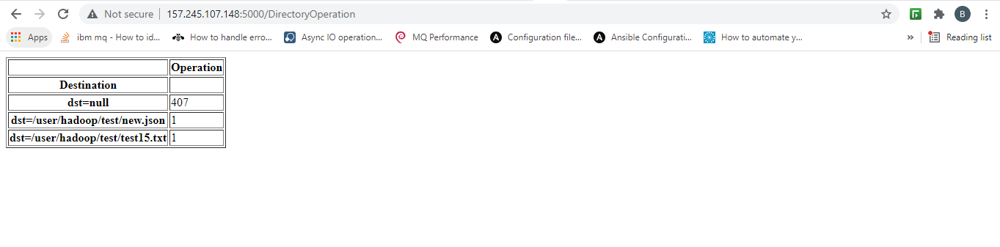 Not secure | 157.245.107.148:5000/DirectoryOperation
B
Apps ibm mq - How to id... How to handle erro... Async IO operation... MQ Performance Configuration file... Ansible Configurati... How to automate y... » Reading list
Operation
Destination
dst=null 407
dst=/user/hadoop/test/new.json 1
dst=/user/hadoop/test/test15.txt 1